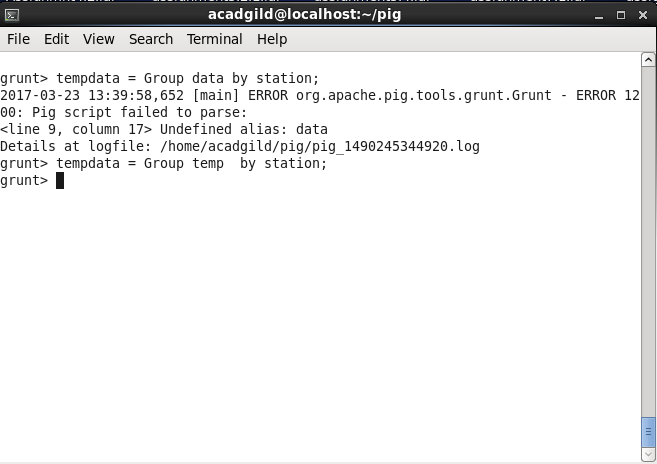 acadgild@localhost:~/pig
File Edit View Search Terminal Help
grunt> tempdata = Group data by station;
2017-03-23 13:39:58,652 [main] ERROR org.apache.pig.tools.grunt.Grunt - ERROR 12
00: Pig script failed to parse:
<line 9, column 17> Undefined alias: data
Details at logfile: /home/acadgild/pig/pig_1490245344920.log
grunt> tempdata = Group temp  by station;
grunt>